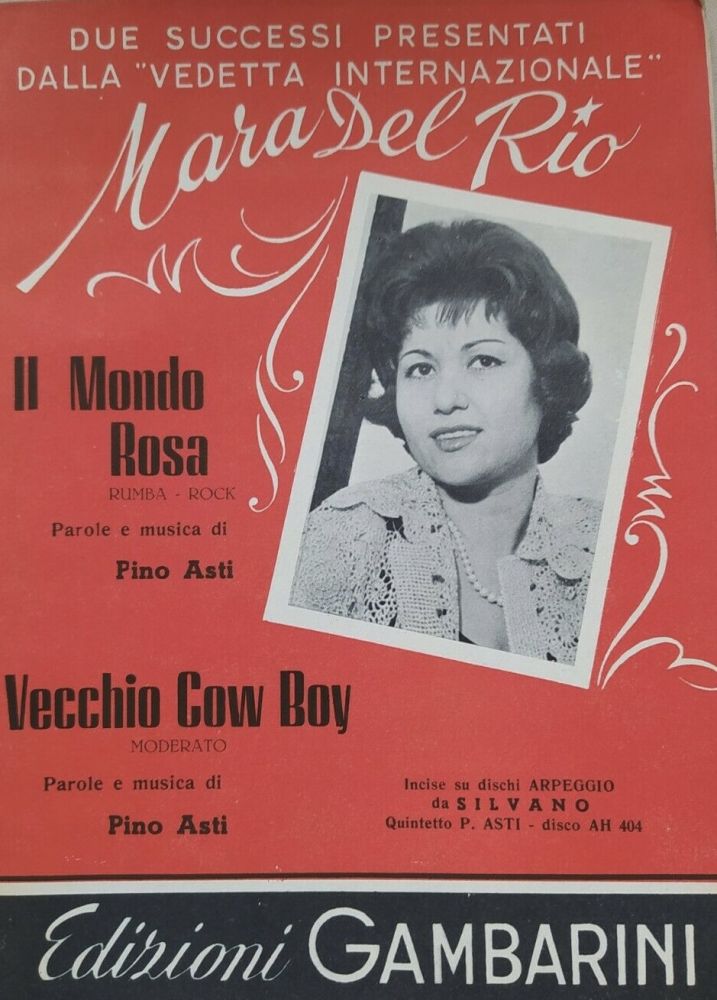 DUE SUCCESSI PRESENTATI
DALLA "VEDETTA INTERNAZIONALE"
Mara Del Rio
Il Mondo
Rosa
RUMBA - ROCK
Parole e musica di
Pino Asti
Vecchio Cow Boy
MODERATO
Parole e musica di
Pino Asti
Incise su dischi ARPEGGIO
da SILVANO
Quintetto P. ASTI - disco AH 404
Edizioni GAMBARINI